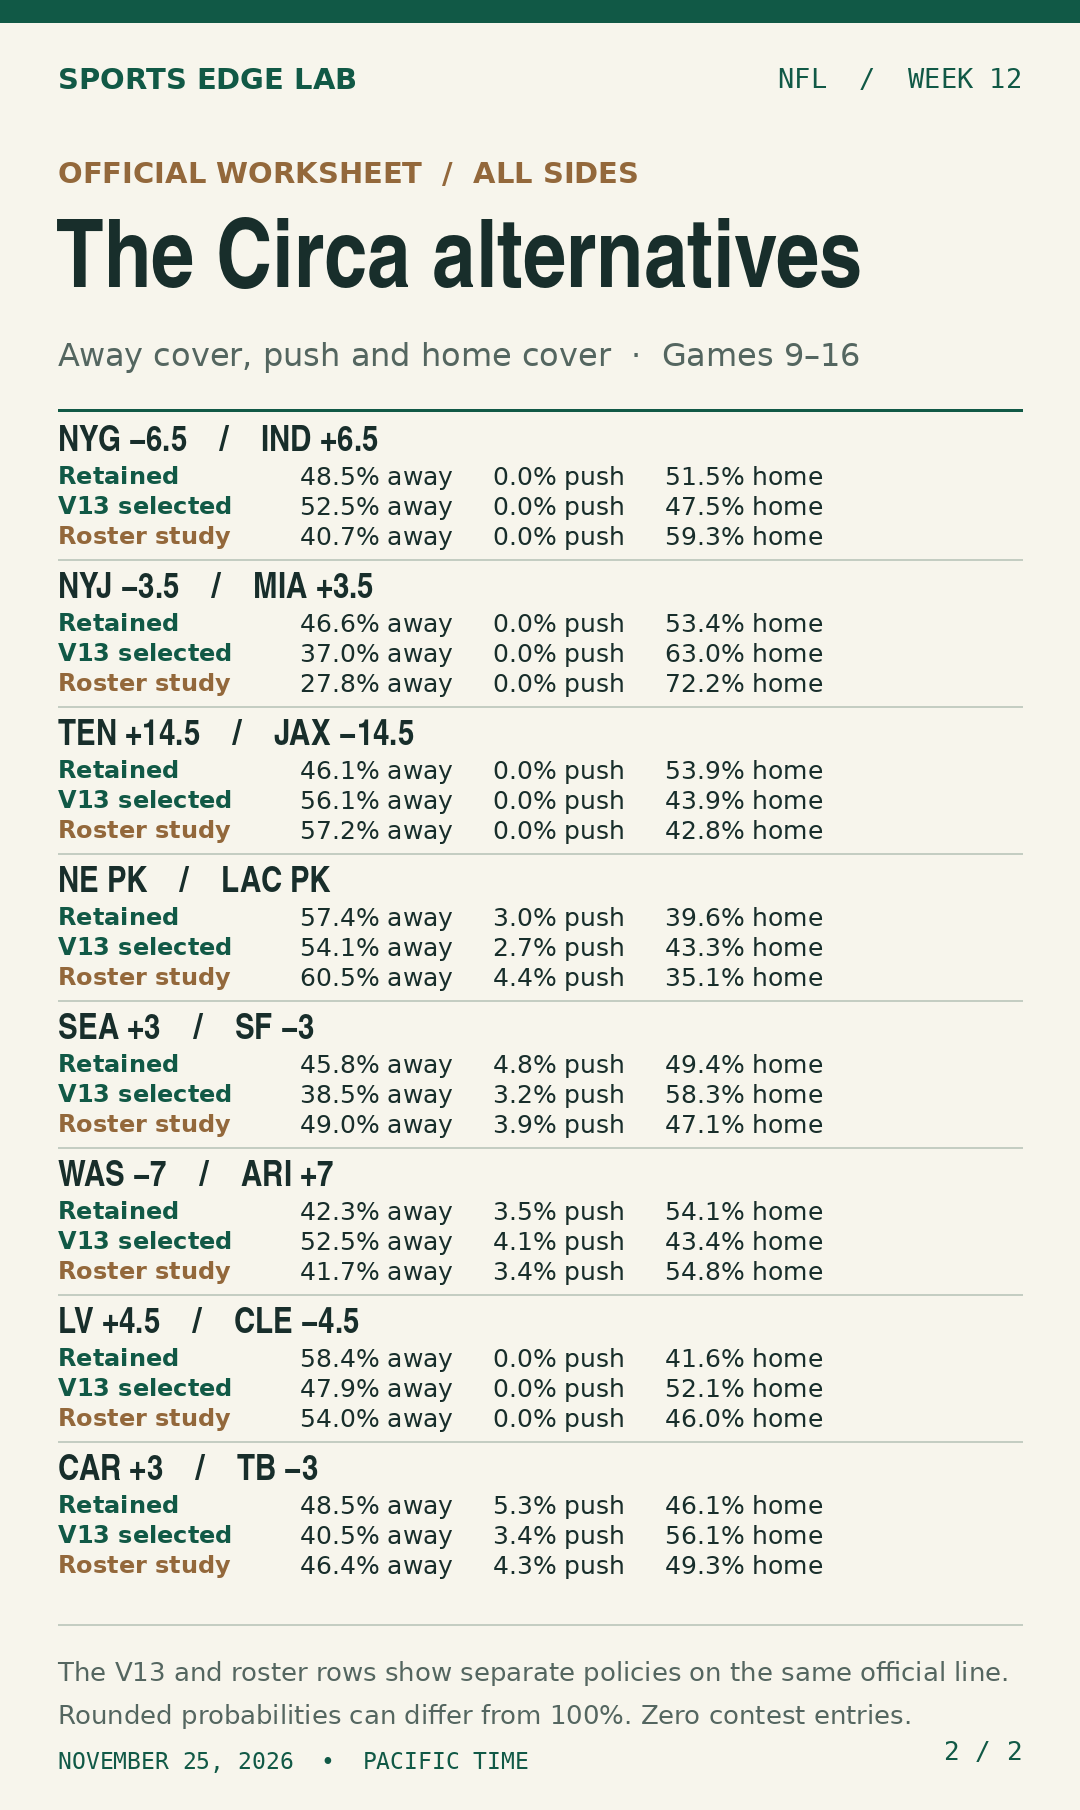 SPORTS EDGE LAB
NFL / WEEK 12
OFFICIAL WORKSHEET / ALL SIDES
The Circa alternatives
Away cover, push and home cover · Games 9–16
NYG −6.5 / IND +6.5
Retained 48.5% away 0.0% push 51.5% home
V13 selected 52.5% away 0.0% push 47.5% home
Roster study 40.7% away 0.0% push 59.3% home
NYJ −3.5 / MIA +3.5
Retained 46.6% away 0.0% push 53.4% home
V13 selected 37.0% away 0.0% push 63.0% home
Roster study 27.8% away 0.0% push 72.2% home
TEN +14.5 / JAX −14.5
Retained 46.1% away 0.0% push 53.9% home
V13 selected 56.1% away 0.0% push 43.9% home
Roster study 57.2% away 0.0% push 42.8% home
NE PK / LAC PK
Retained 57.4% away 3.0% push 39.6% home
V13 selected 54.1% away 2.7% push 43.3% home
Roster study 60.5% away 4.4% push 35.1% home
SEA +3 / SF −3
Retained 45.8% away 4.8% push 49.4% home
V13 selected 38.5% away 3.2% push 58.3% home
Roster study 49.0% away 3.9% push 47.1% home
WAS −7 / ARI +7
Retained 42.3% away 3.5% push 54.1% home
V13 selected 52.5% away 4.1% push 43.4% home
Roster study 41.7% away 3.4% push 54.8% home
LV +4.5 / CLE −4.5
Retained 58.4% away 0.0% push 41.6% home
V13 selected 47.9% away 0.0% push 52.1% home
Roster study 54.0% away 0.0% push 46.0% home
CAR +3 / TB −3
Retained 48.5% away 5.3% push 46.1% home
V13 selected 40.5% away 3.4% push 56.1% home
Roster study 46.4% away 4.3% push 49.3% home
The V13 and roster rows show separate policies on the same official line.
Rounded probabilities can differ from 100%. Zero contest entries.
NOVEMBER 25, 2026 • PACIFIC TIME
2 / 2